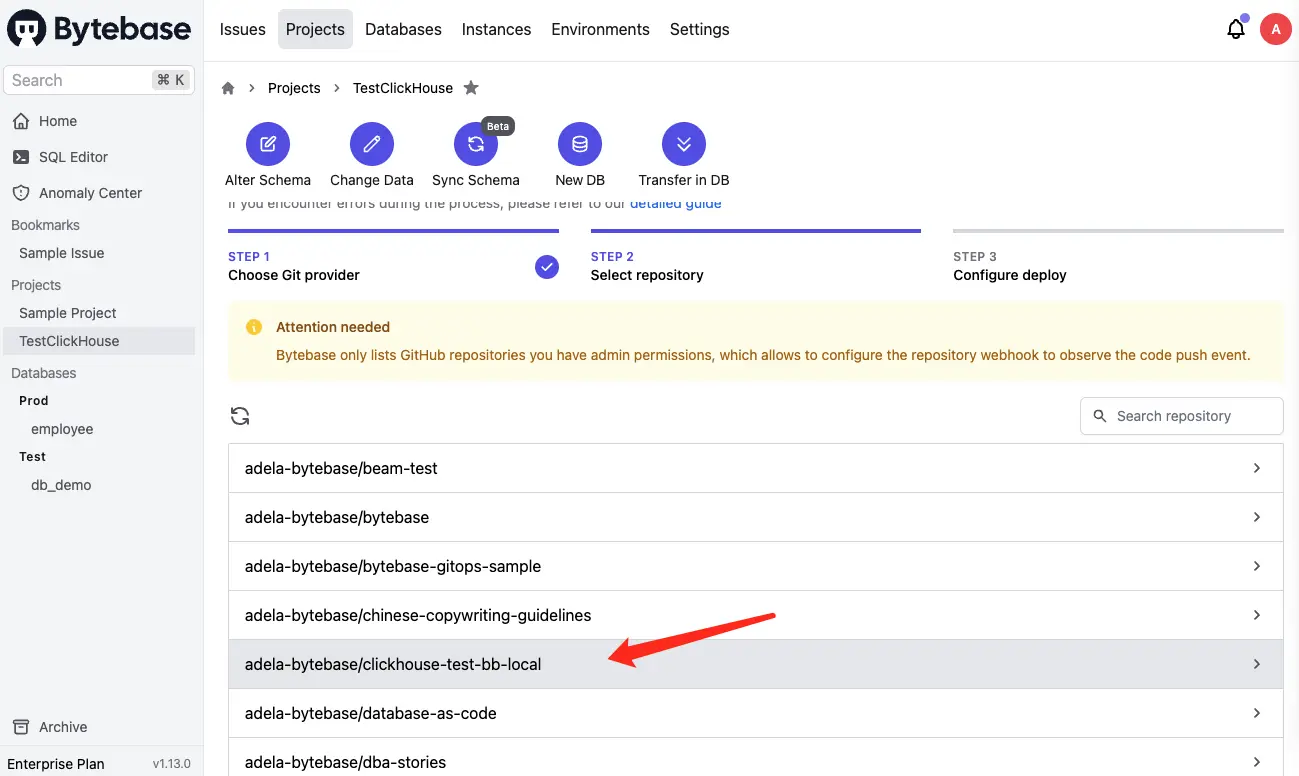 Bytebase
Issues Projects Databases Instances Environments Settings
A
Search ⌘ K
Home
SQL Editor
Anomaly Center
Bookmarks
Sample Issue
Projects
Sample Project
TestClickHouse
Databases
Prod
employee
Test
db_demo
Archive
Enterprise Plan v1.13.0
Projects > TestClickHouse
Beta
Alter Schema Change Data Sync Schema New DB Transfer in DB
If you encounter errors during the process, please refer to our detailed guide
STEP 1
Choose Git provider
STEP 2
Select repository
STEP 3
Configure deploy
Attention needed
Bytebase only lists GitHub repositories you have admin permissions, which allows to configure the repository webhook to observe the code push event.
Search repository
adela-bytebase/beam-test
adela-bytebase/bytebase
adela-bytebase/bytebase-gitops-sample
adela-bytebase/chinese-copywriting-guidelines
adela-bytebase/clickhouse-test-bb-local
adela-bytebase/database-as-code
adela-bytebase/dba-stories